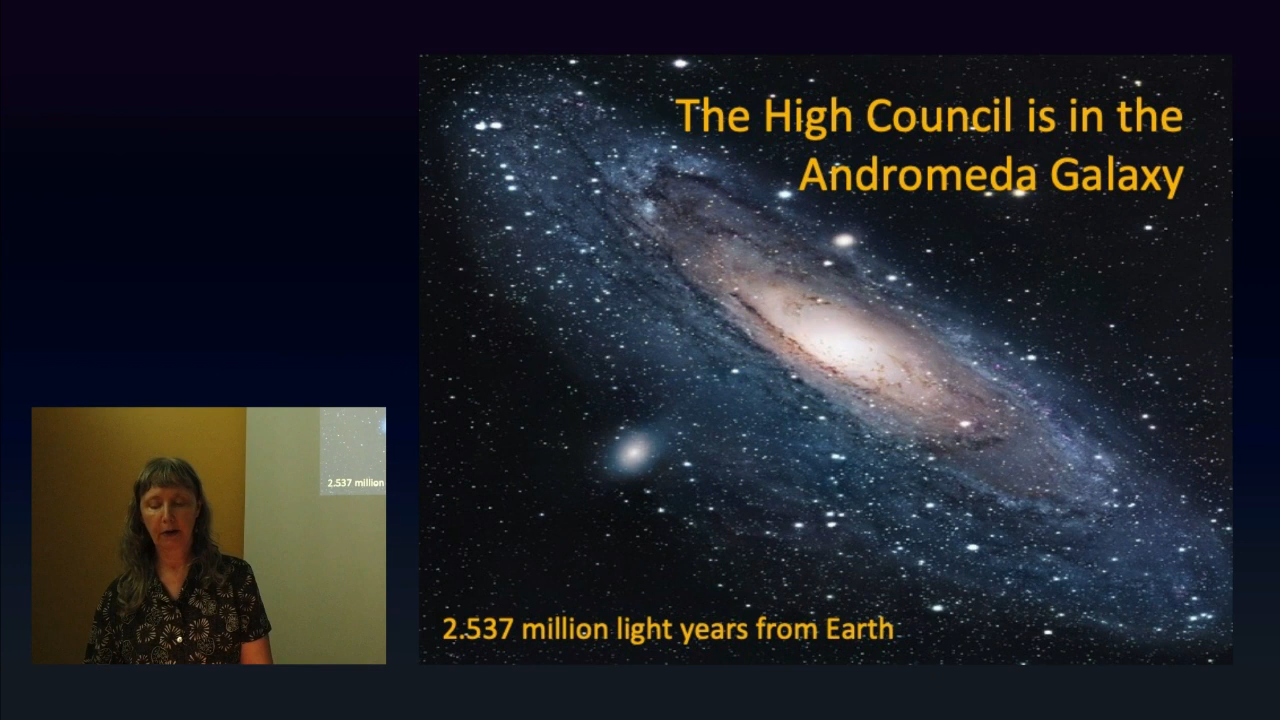 The High Council is in the
Andromeda Galaxy
2.537 million
2.537 million light years from Earth